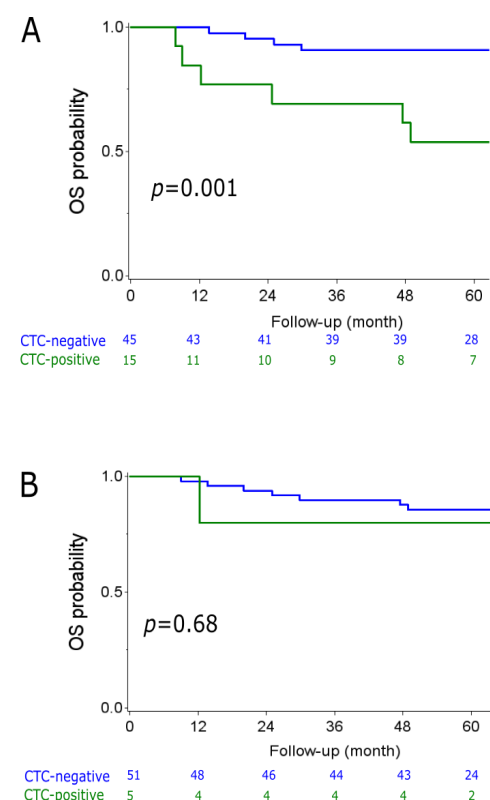 A
OS probability
1.0
0.5
0.0
p=0.001
0 12 24 36 48 60
Follow-up (month)
CTC-negative 45 43 41 39 39 28
CTC-positive 15 11 10 9 8 7
B
OS probability
1.0
0.5
0.0
p=0.68
0 12 24 36 48 60
Follow-up (month)
CTC-negative 51 48 46 44 43 24
CTC-positive 5 4 4 4 4 2